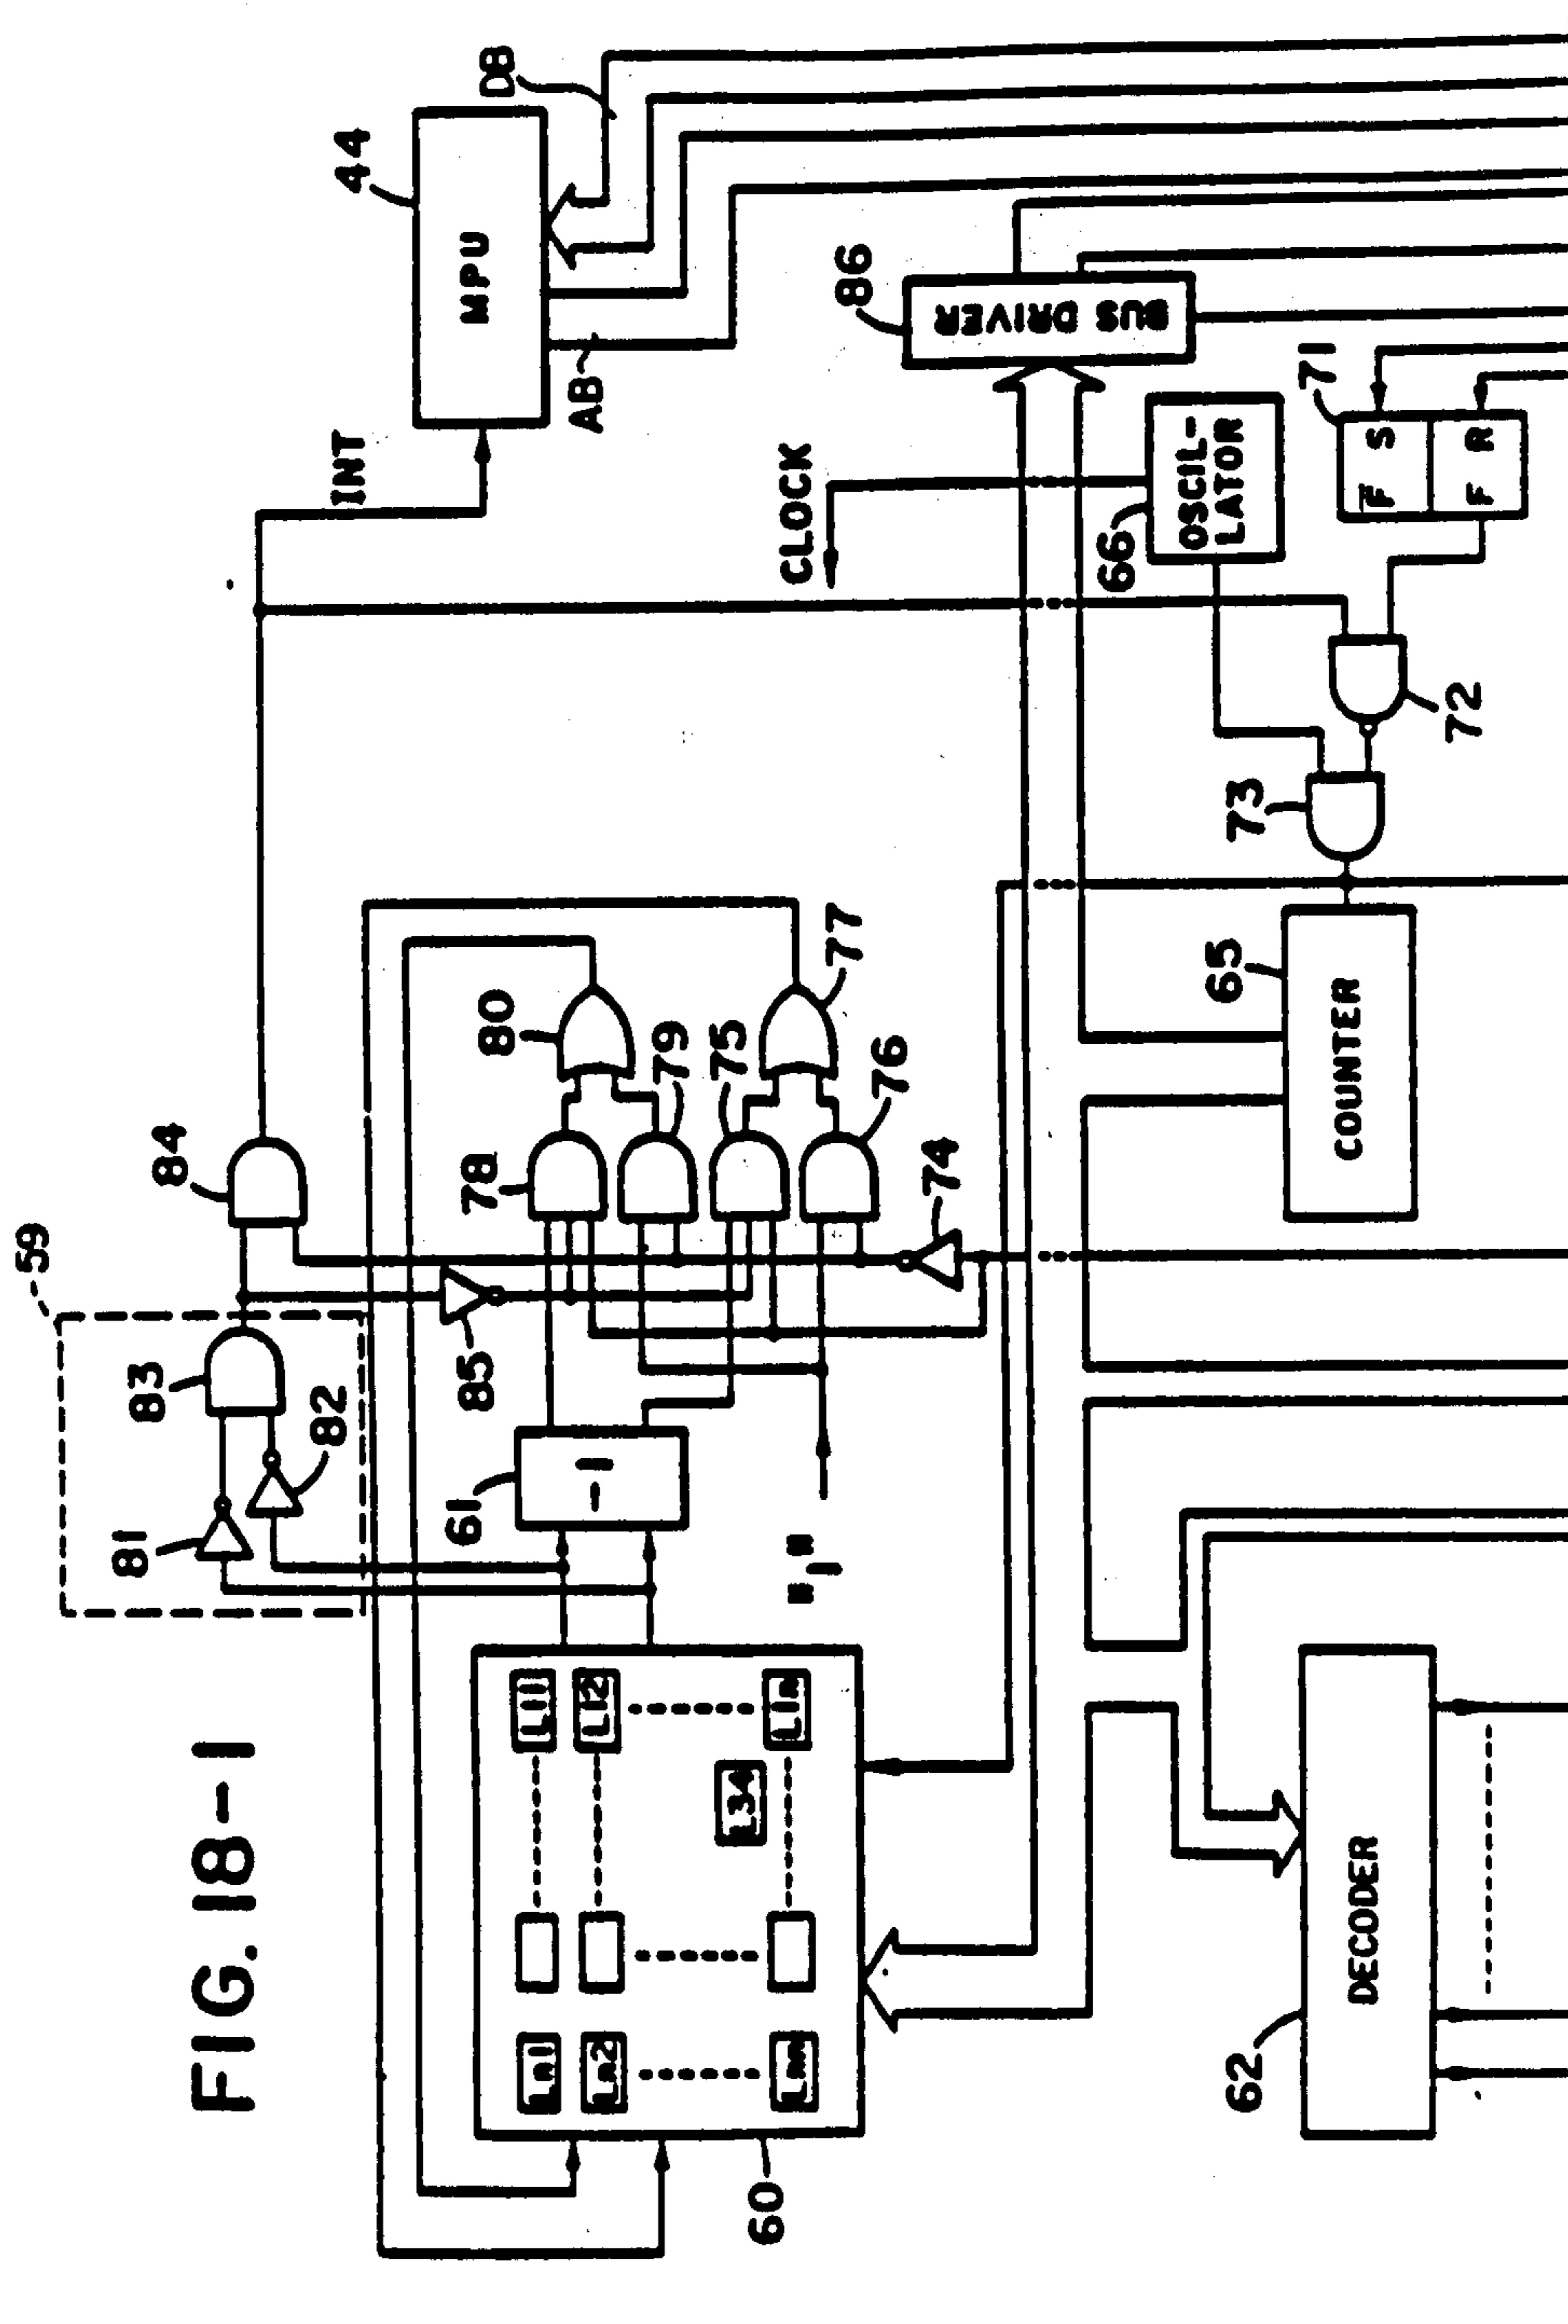 FIG. 18-1
59
81
82
83
84
85
INT
44
MPU
DB
AB
61
-1
"1"
78
79
75
76
80
77
74
60
L11
L12
L1n
L34
Ln1
Ln2
Lnn
CLOCK
86
BUS DRIVER
66
OSCIL-
LATOR
71
F̅ S
F R
72
73
65
COUNTER
62
DECODER